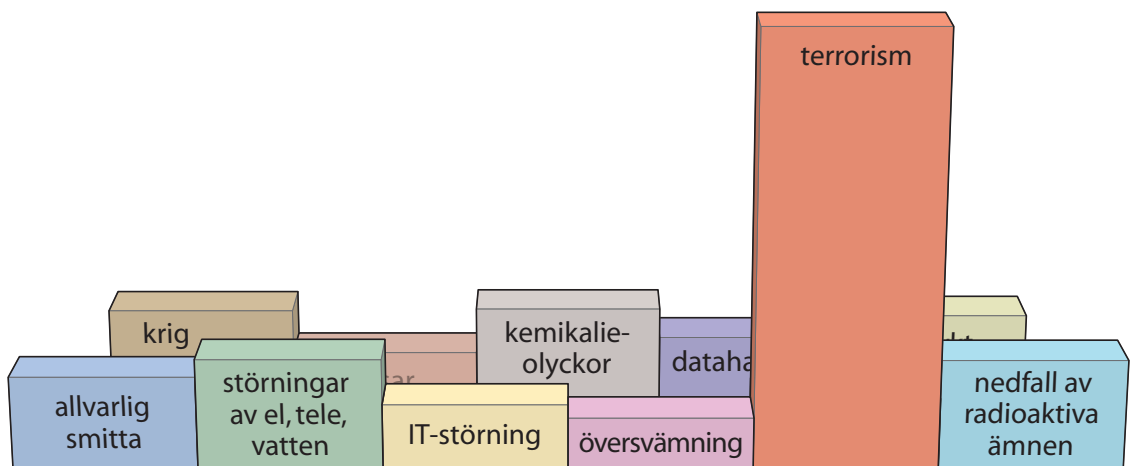 terrorism
krig
kemikalie-
olyckor
allvarlig
smitta
störningar
av el, tele,
vatten
IT-störning
översvämning
nedfall av
radioaktiva
ämnen